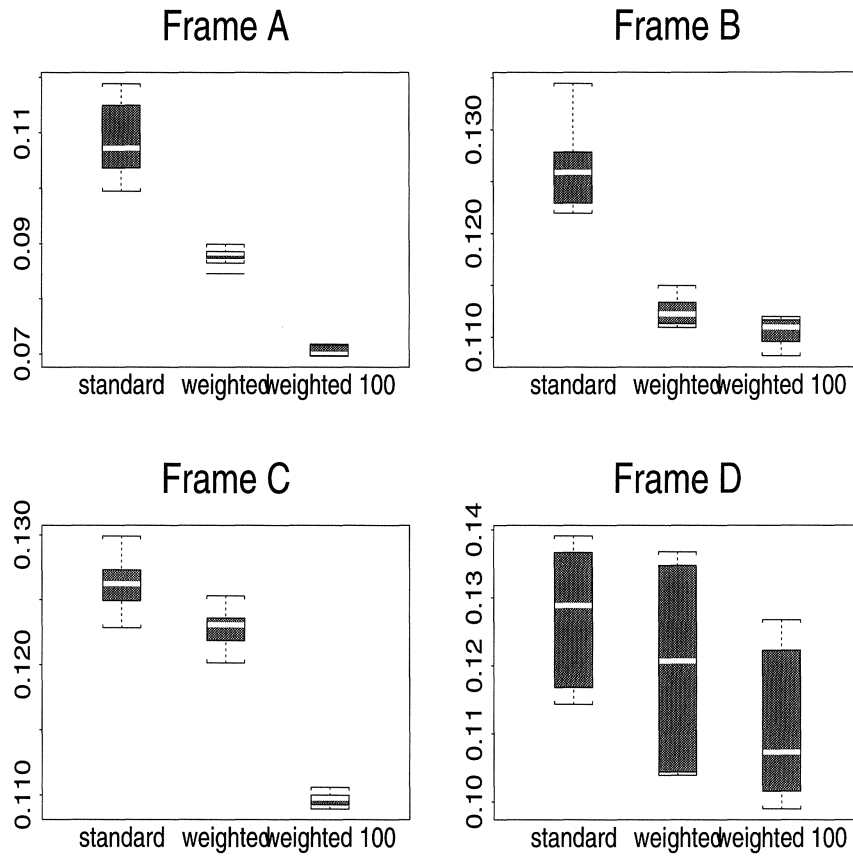 Frame A
0.11
0.09
0.07
standard weighted weighted 100
Frame B
0.130
0.120
0.110
standard weighted weighted 100
Frame C
0.130
0.120
0.110
standard weighted weighted 100
Frame D
0.14
0.13
0.12
0.11
0.10
standard weighted weighted 100